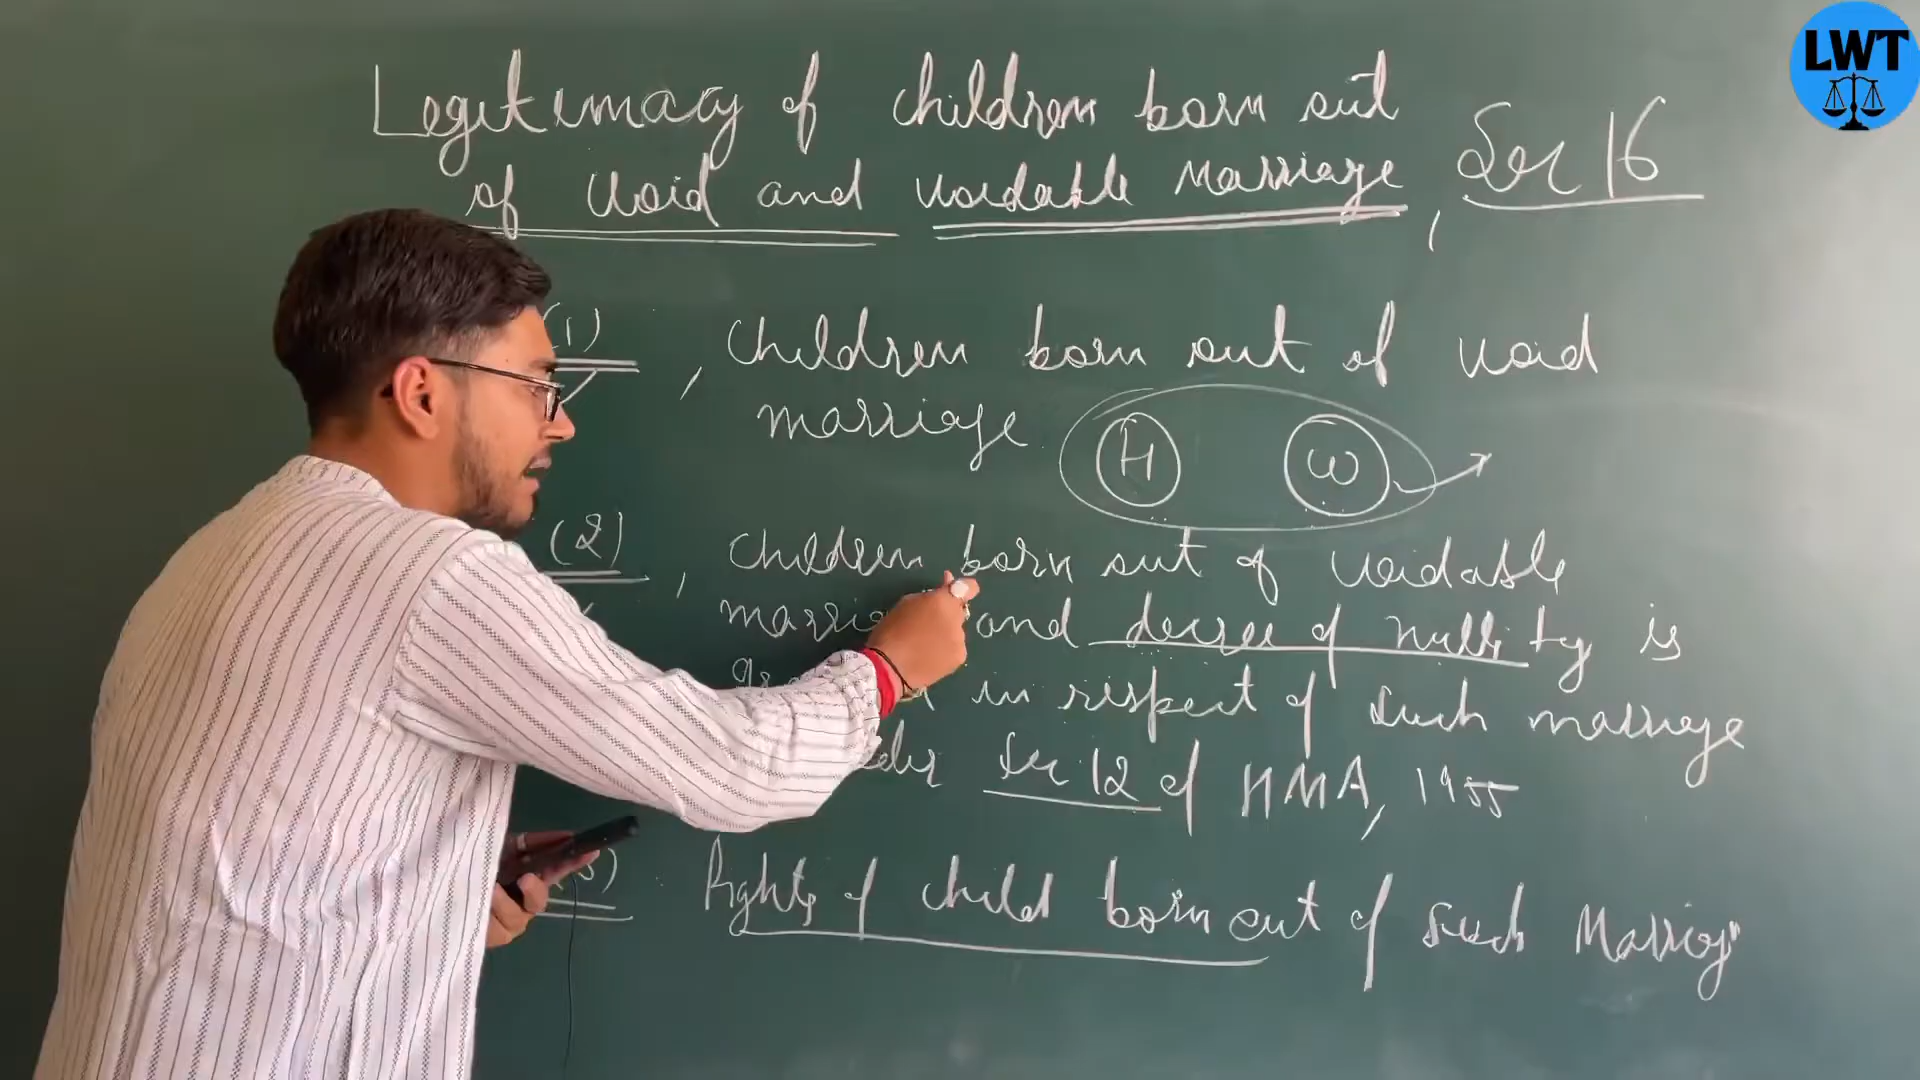 LWT
Legitimacy of children born out
of void and voidable marriage, Sec 16
(1), Children born out of void
marriage
H W
(2), Children born out of voidable
and decree of nullity is
in respect of such marriage
Sec 12 of HMA, 1955
Rights of child born out of such